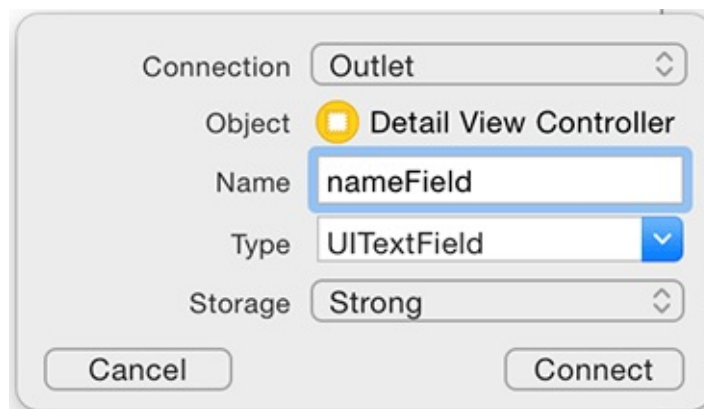 Connection Outlet
Object Detail View Controller
Name nameField
Type UITextField
Storage Strong
Cancel Connect